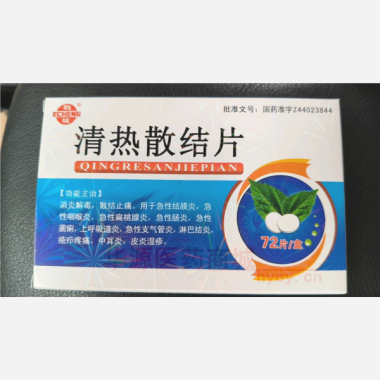 批准文号：国药准字Z44023844
清热散结片
QINGRESANJIEPIAN
【功能主治】
消炎解毒，散结止痛。用于急性结膜炎，急
性咽喉炎，急性扁桃腺炎，急性肠炎，急性
菌痢，上呼吸道炎，急性支气管炎，淋巴结炎，
疮疖疼痛，中耳炎，皮炎湿疹。
72片/盒